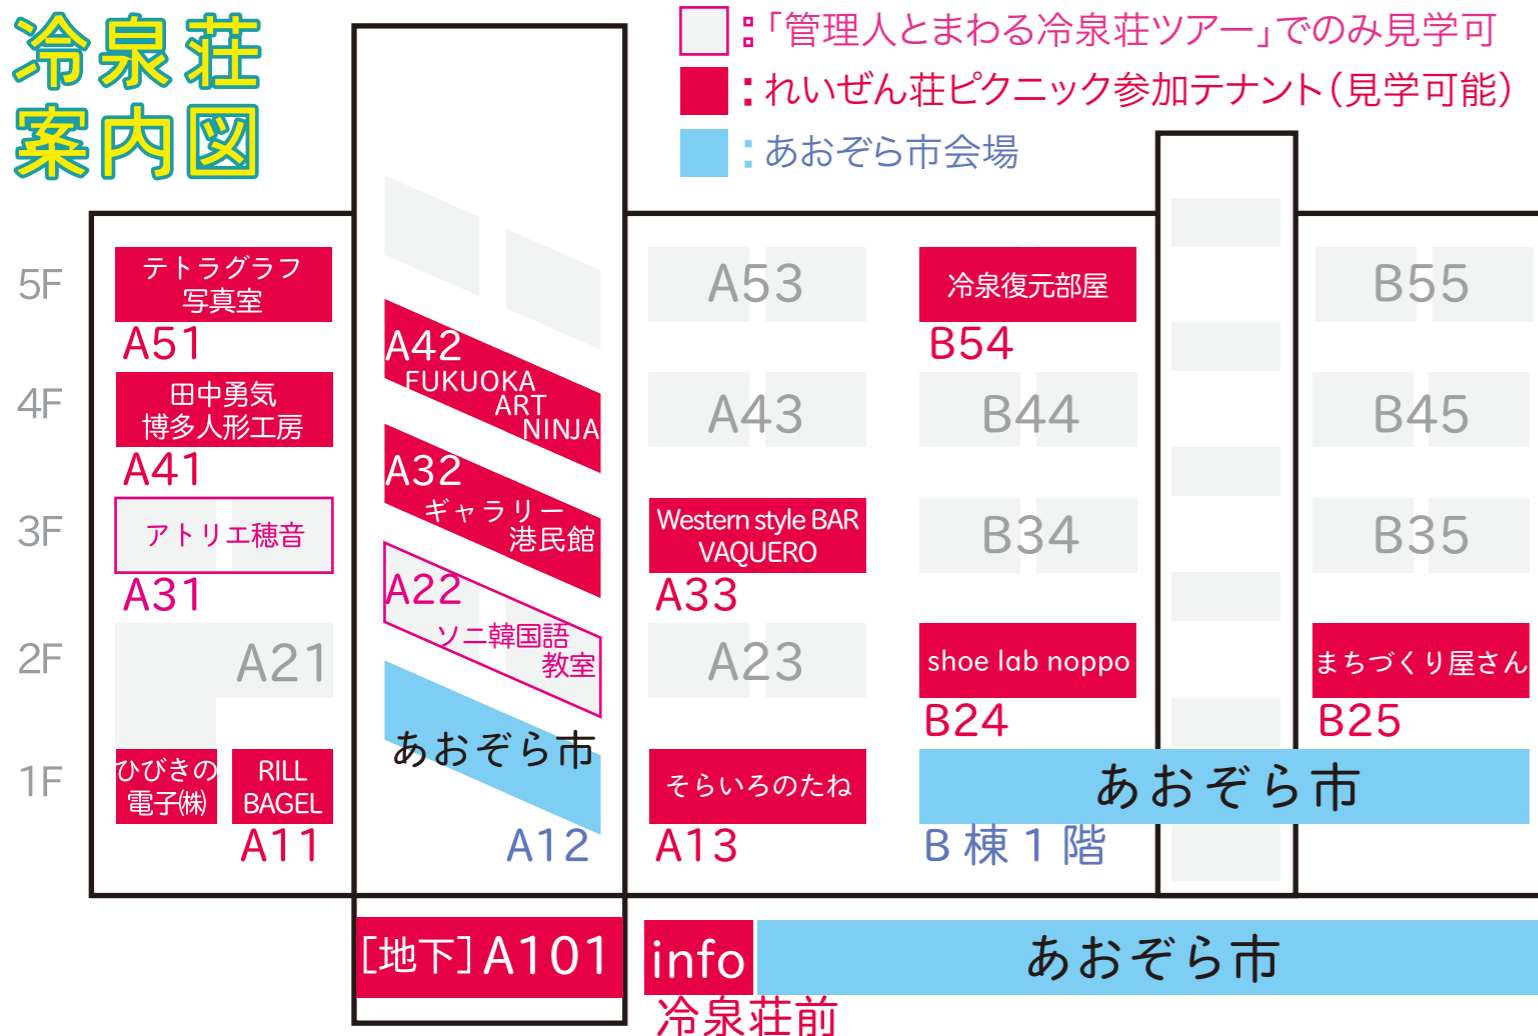 冷泉荘
案内図
：「管理人とまわる冷泉荘ツアー」でのみ見学可
：れいぜん荘ピクニック参加テナント（見学可能）
：あおぞら市会場
5F
テトラグラフ
写真室
A51
A53
冷泉復元部屋
B54
B55
4F
田中勇気
博多人形工房
A41
A42
FUKUOKA
ART
NINJA
A43
B44
B45
3F
アトリエ穂音
A31
A32
ギャラリー
港民館
Western style BAR
VAQUERO
A33
B34
B35
2F
A21
A22
ソニ韓国語
教室
A23
shoe lab noppo
B24
まちづくり屋さん
B25
1F
ひびきの
電子㈱
RILL
BAGEL
A11
あおぞら市
A12
そらいろのたね
A13
あおぞら市
B 棟 1 階
[地下] A101
info
冷泉荘前
あおぞら市